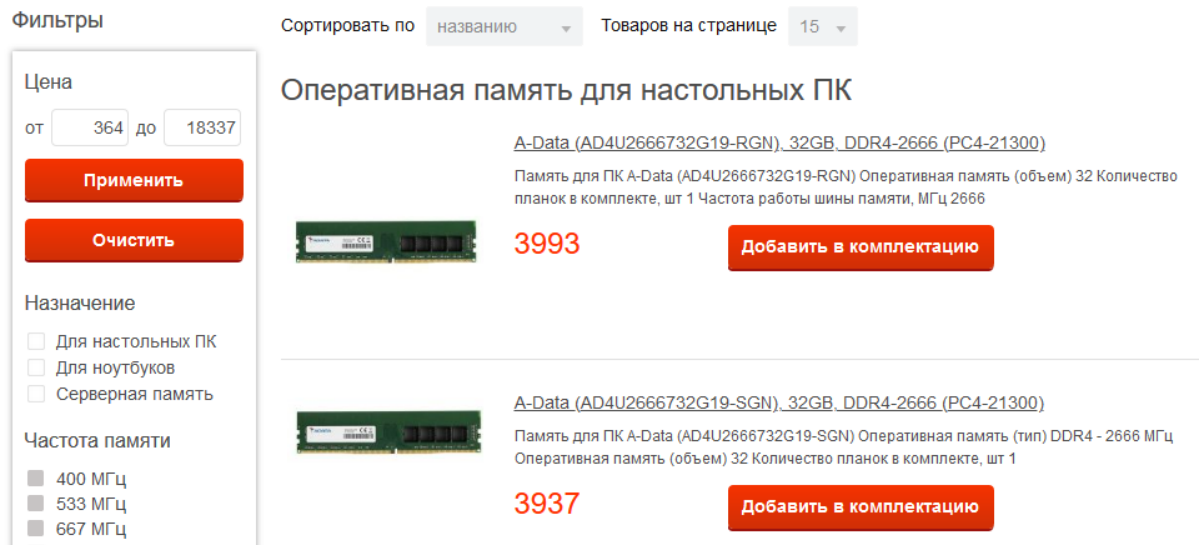 Фильтры
Сортировать по названию Товаров на странице 15
Цена
от 364 до 18337
Применить
Очистить
Назначение
Для настольных ПК
Для ноутбуков
Серверная память
Частота памяти
400 МГц
533 МГц
667 МГц
Оперативная память для настольных ПК
A-Data (AD4U2666732G19-RGN), 32GB, DDR4-2666 (PC4-21300)
Память для ПК A-Data (AD4U2666732G19-RGN) Оперативная память (объем) 32 Количество
планок в комплекте, шт 1 Частота работы шины памяти, МГц 2666
3993 Добавить в комплектацию
A-Data (AD4U2666732G19-SGN), 32GB, DDR4-2666 (PC4-21300)
Память для ПК A-Data (AD4U2666732G19-SGN) Оперативная память (тип) DDR4 - 2666 МГц
Оперативная память (объем) 32 Количество планок в комплекте, шт 1
3937 Добавить в комплектацию